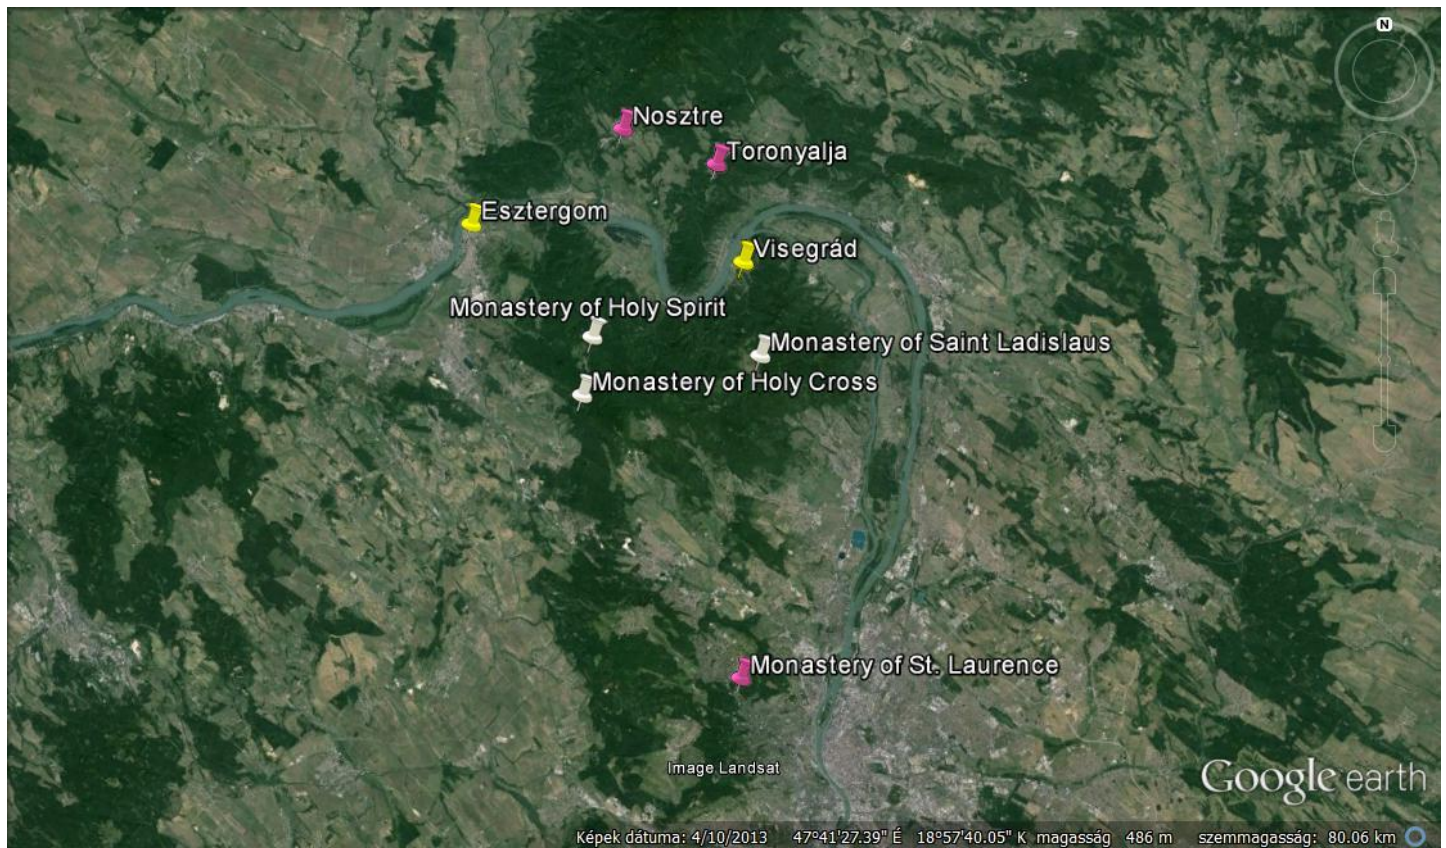 N
Nosztre
Toronyalja
Esztergom
Visegrád
Monastery of Holy Spirit
Monastery of Saint Ladislaus
Monastery of Holy Cross
Monastery of St. Laurence
Image Landsat
Google earth
Képek dátuma: 4/10/2013 47°41'27.39" É 18°57'40.05" K magasság 486 m szemmagasság: 80.06 km